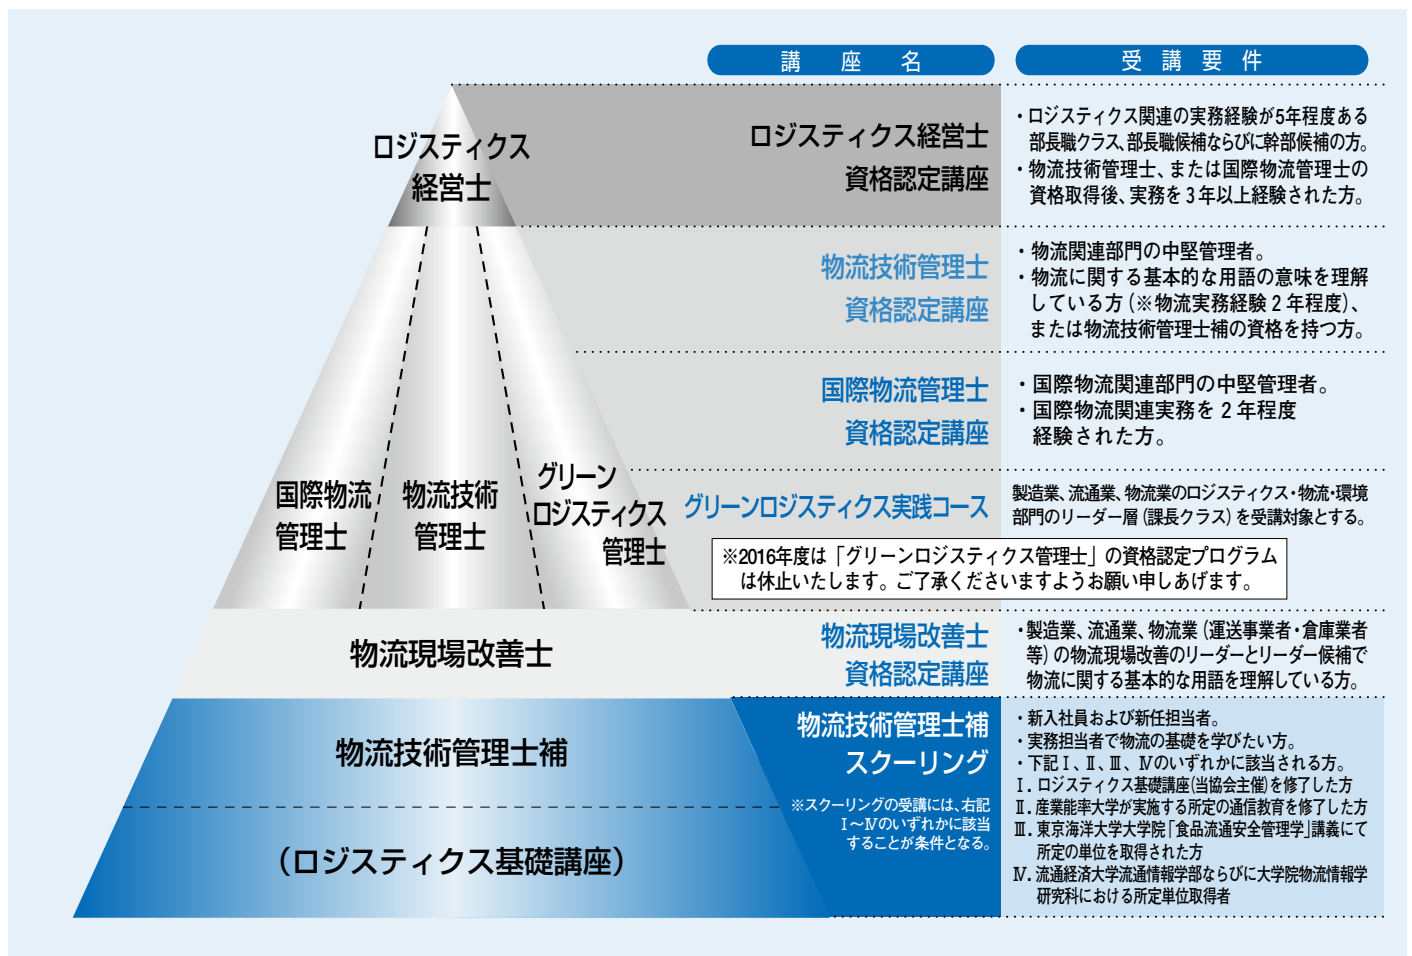 講座名
受講要件
ロジスティクス
経営士
ロジスティクス経営士
資格認定講座
・ロジスティクス関連の実務経験が5年程度ある
部長職クラス、部長職候補ならびに幹部候補の方。
・物流技術管理士、または国際物流管理士の
資格取得後、実務を3年以上経験された方。
物流技術管理士
資格認定講座
・物流関連部門の中堅管理者。
・物流に関する基本的な用語の意味を理解
している方(※物流実務経験2年程度)、
または物流技術管理士補の資格を持つ方。
国際物流管理士
資格認定講座
・国際物流関連部門の中堅管理者。
・国際物流関連実務を2年程度
経験された方。
国際物流
管理士
物流技術
管理士
グリーン
ロジスティクス
管理士
グリーンロジスティクス実践コース
製造業、流通業、物流業のロジスティクス・物流・環境
部門のリーダー層(課長クラス)を受講対象とする。
※2016年度は「グリーンロジスティクス管理士」の資格認定プログラム
は休止いたします。ご了承くださいますようお願い申しあげます。
物流現場改善士
物流現場改善士
資格認定講座
・製造業、流通業、物流業(運送事業者・倉庫業者
等)の物流現場改善のリーダーとリーダー候補で
物流に関する基本的な用語を理解している方。
物流技術管理士補
(ロジスティクス基礎講座)
物流技術管理士補
スクーリング
※スクーリングの受講には、右記
Ⅰ〜Ⅳのいずれかに該当
することが条件となる。
・新入社員および新任担当者。
・実務担当者で物流の基礎を学びたい方。
・下記Ⅰ、Ⅱ、Ⅲ、Ⅳのいずれかに該当される方。
Ⅰ. ロジスティクス基礎講座(当協会主催)を修了した方
Ⅱ. 産業能率大学が実施する所定の通信教育を修了した方
Ⅲ. 東京海洋大学大学院「食品流通安全管理学」講義にて
所定の単位を取得された方
Ⅳ. 流通経済大学流通情報学部ならびに大学院物流情報学
研究科における所定単位取得者